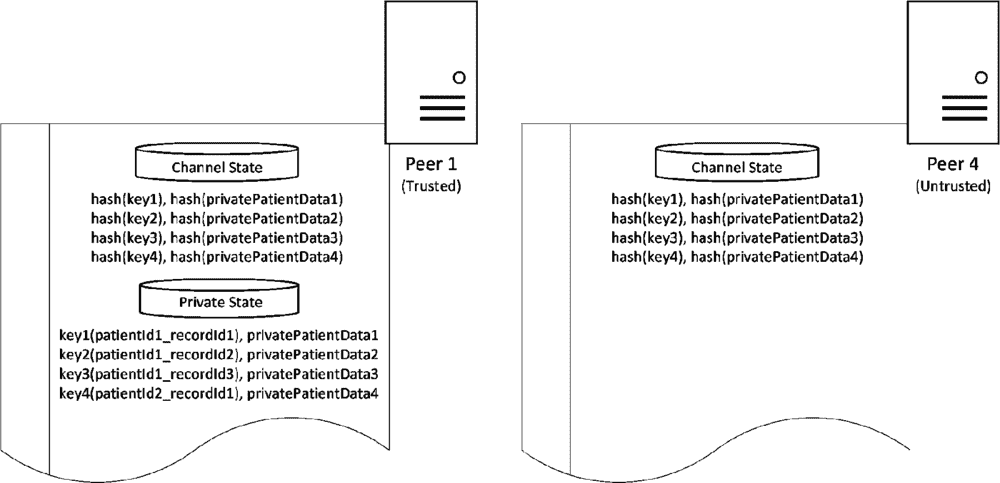 Channel State
hash(key1), hash(privatePatientData1)
hash(key2), hash(privatePatientData2)
hash(key3), hash(privatePatientData3)
hash(key4), hash(privatePatientData4)
Private State
key1(patientId1_recordId1), privatePatientData1
key2(patientId1_recordId2), privatePatientData2
key3(patientId1_recordId3), privatePatientData3
key4(patientId2_recordId1), privatePatientData4
Peer 1
(Trusted)
Channel State
hash(key1), hash(privatePatientData1)
hash(key2), hash(privatePatientData2)
hash(key3), hash(privatePatientData3)
hash(key4), hash(privatePatientData4)
Peer 4
(Untrusted)